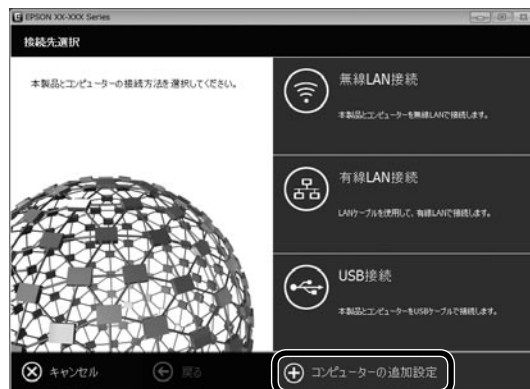 EPSON XX-XXX Series
接続先選択
本製品とコンピューターの接続方法を選択してください。
無線LAN接続
本製品とコンピューターを無線LANで接続します。
有線LAN接続
LANケーブルを使用して、有線LANで接続します。
USB接続
本製品とコンピューターをUSBケーブルで接続します。
キャンセル
戻る
コンピューターの追加設定